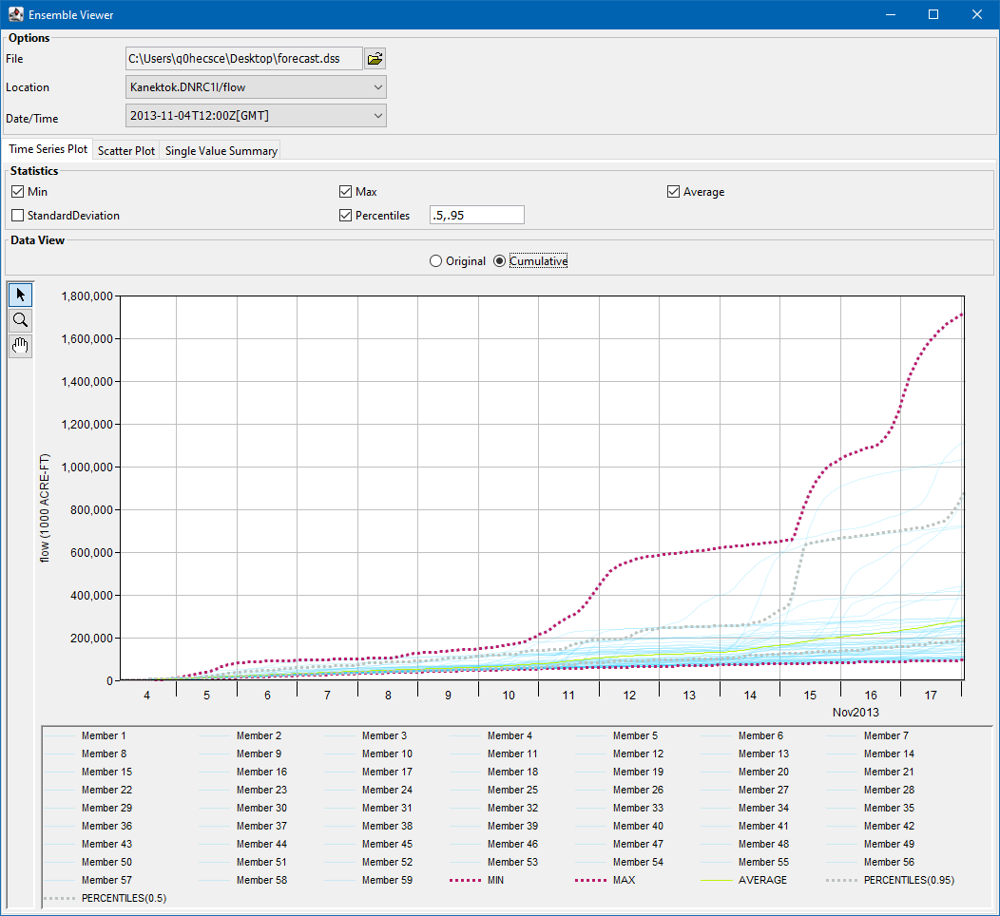 Ensemble Viewer
Options
File C:\Users\q0hecsce\Desktop\forecast.dss
Location Kanektok.DNRC1I/flow
Date/Time 2013-11-04T12:00Z[GMT]
Time Series Plot Scatter Plot Single Value Summary
Statistics
Min Max Average
StandardDeviation Percentiles .5,.95
Data View
Original Cumulative
1,800,000
1,600,000
1,400,000
1,200,000
1,000,000
800,000
600,000
400,000
200,000
0
flow (1000 ACRE-FT)
4 5 6 7 8 9 10 11 12 13 14 15 16 17
Nov2013
Member 1 Member 2 Member 3 Member 4 Member 5 Member 6 Member 7
Member 8 Member 9 Member 10 Member 11 Member 12 Member 13 Member 14
Member 15 Member 16 Member 17 Member 18 Member 19 Member 20 Member 21
Member 22 Member 23 Member 24 Member 25 Member 26 Member 27 Member 28
Member 29 Member 30 Member 31 Member 32 Member 33 Member 34 Member 35
Member 36 Member 37 Member 38 Member 39 Member 40 Member 41 Member 42
Member 43 Member 44 Member 45 Member 46 Member 47 Member 48 Member 49
Member 50 Member 51 Member 52 Member 53 Member 54 Member 55 Member 56
Member 57 Member 58 Member 59 MIN MAX AVERAGE PERCENTILES(0.95)
PERCENTILES(0.5)